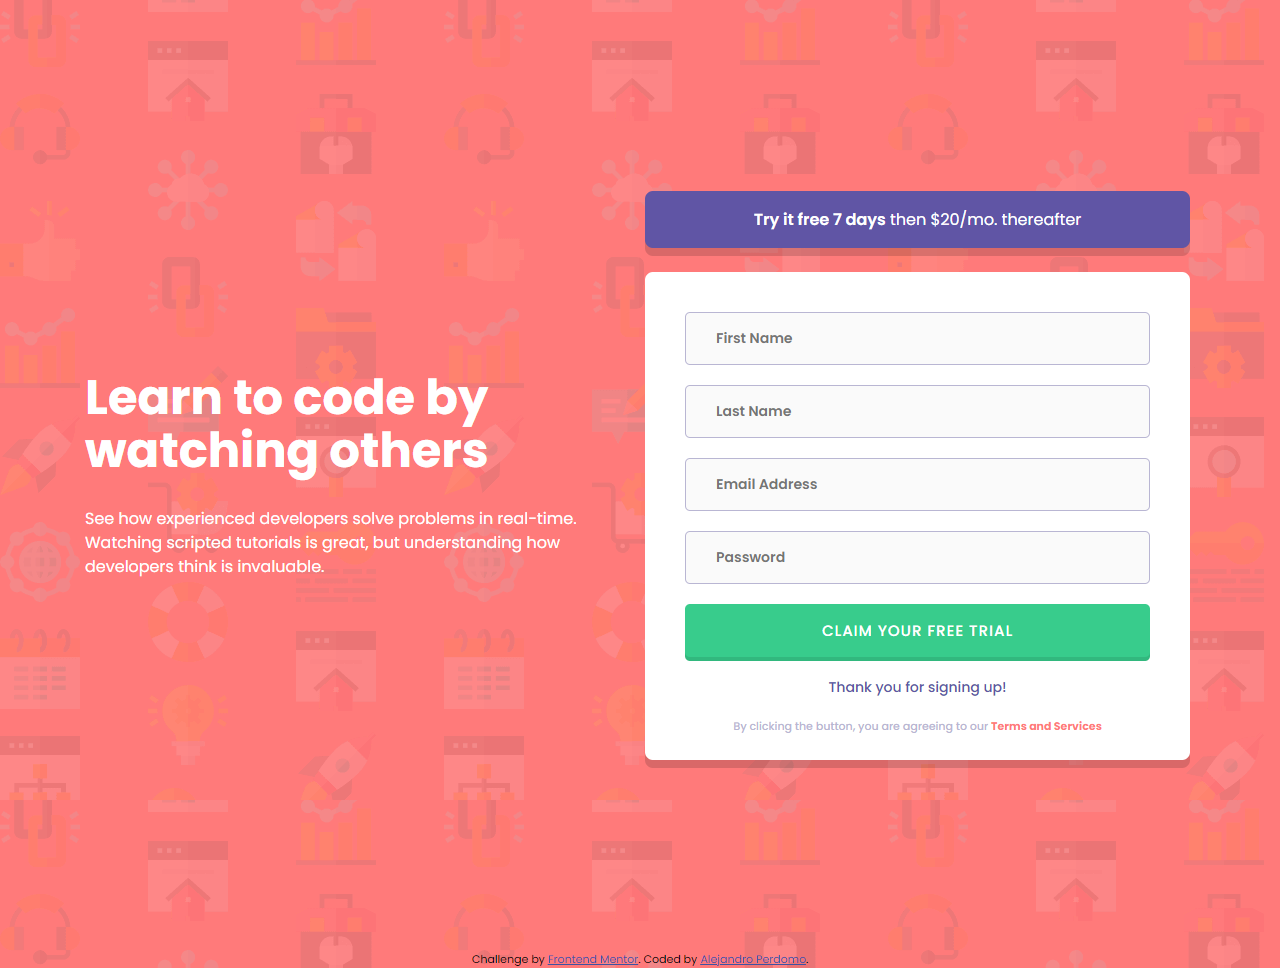 Try it free 7 days then $20/mo. thereafter
Learn to code by
watching others
See how experienced developers solve problems in real-time.
Watching scripted tutorials is great, but understanding how
developers think is invaluable.
First Name
Last Name
Email Address
Password
CLAIM YOUR FREE TRIAL
Thank you for signing up!
By clicking the button, you are agreeing to our Terms and Services
Challenge by Frontend Mentor. Coded by Alejandro Perdomo.